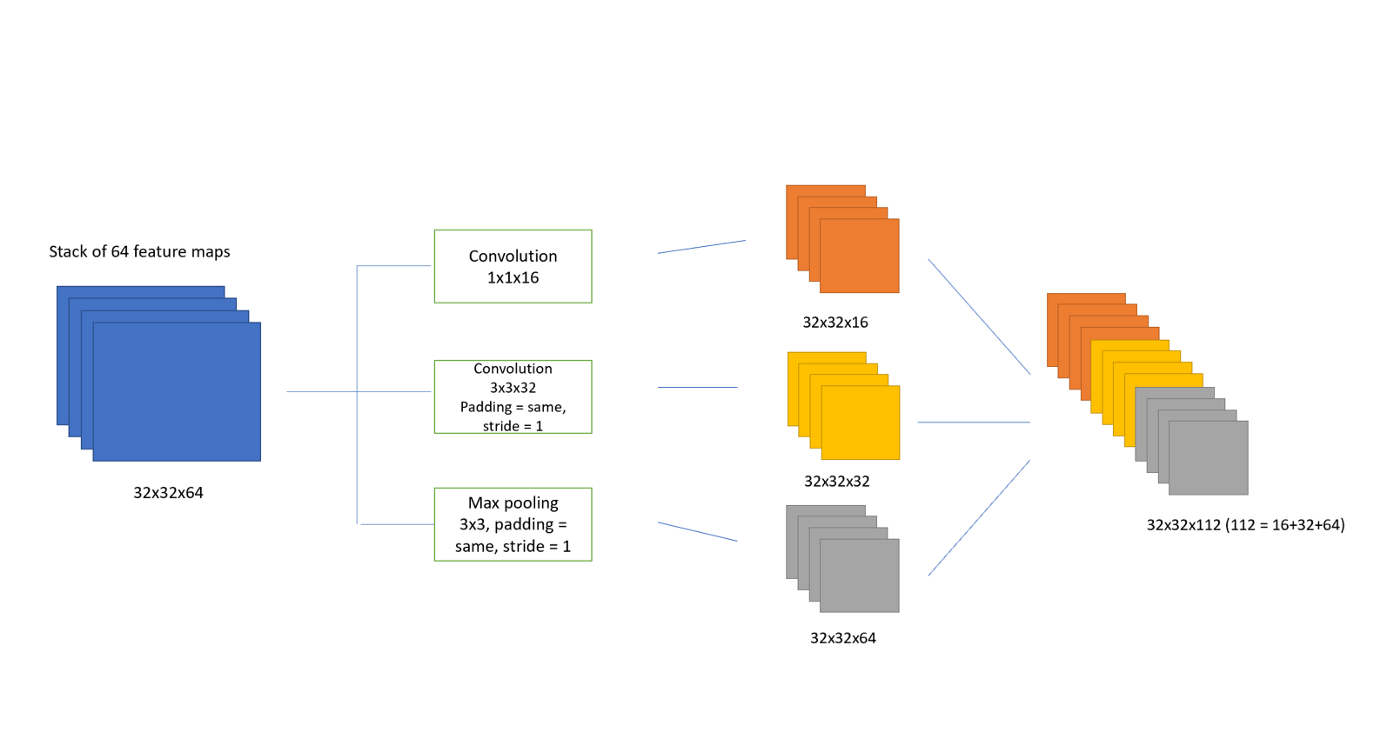 Stack of 64 feature maps
32x32x64
Convolution
1x1x16
Convolution
3x3x32
Padding = same,
stride = 1
Max pooling
3x3, padding =
same, stride = 1
32x32x16
32x32x32
32x32x64
32x32x112 (112 = 16+32+64)